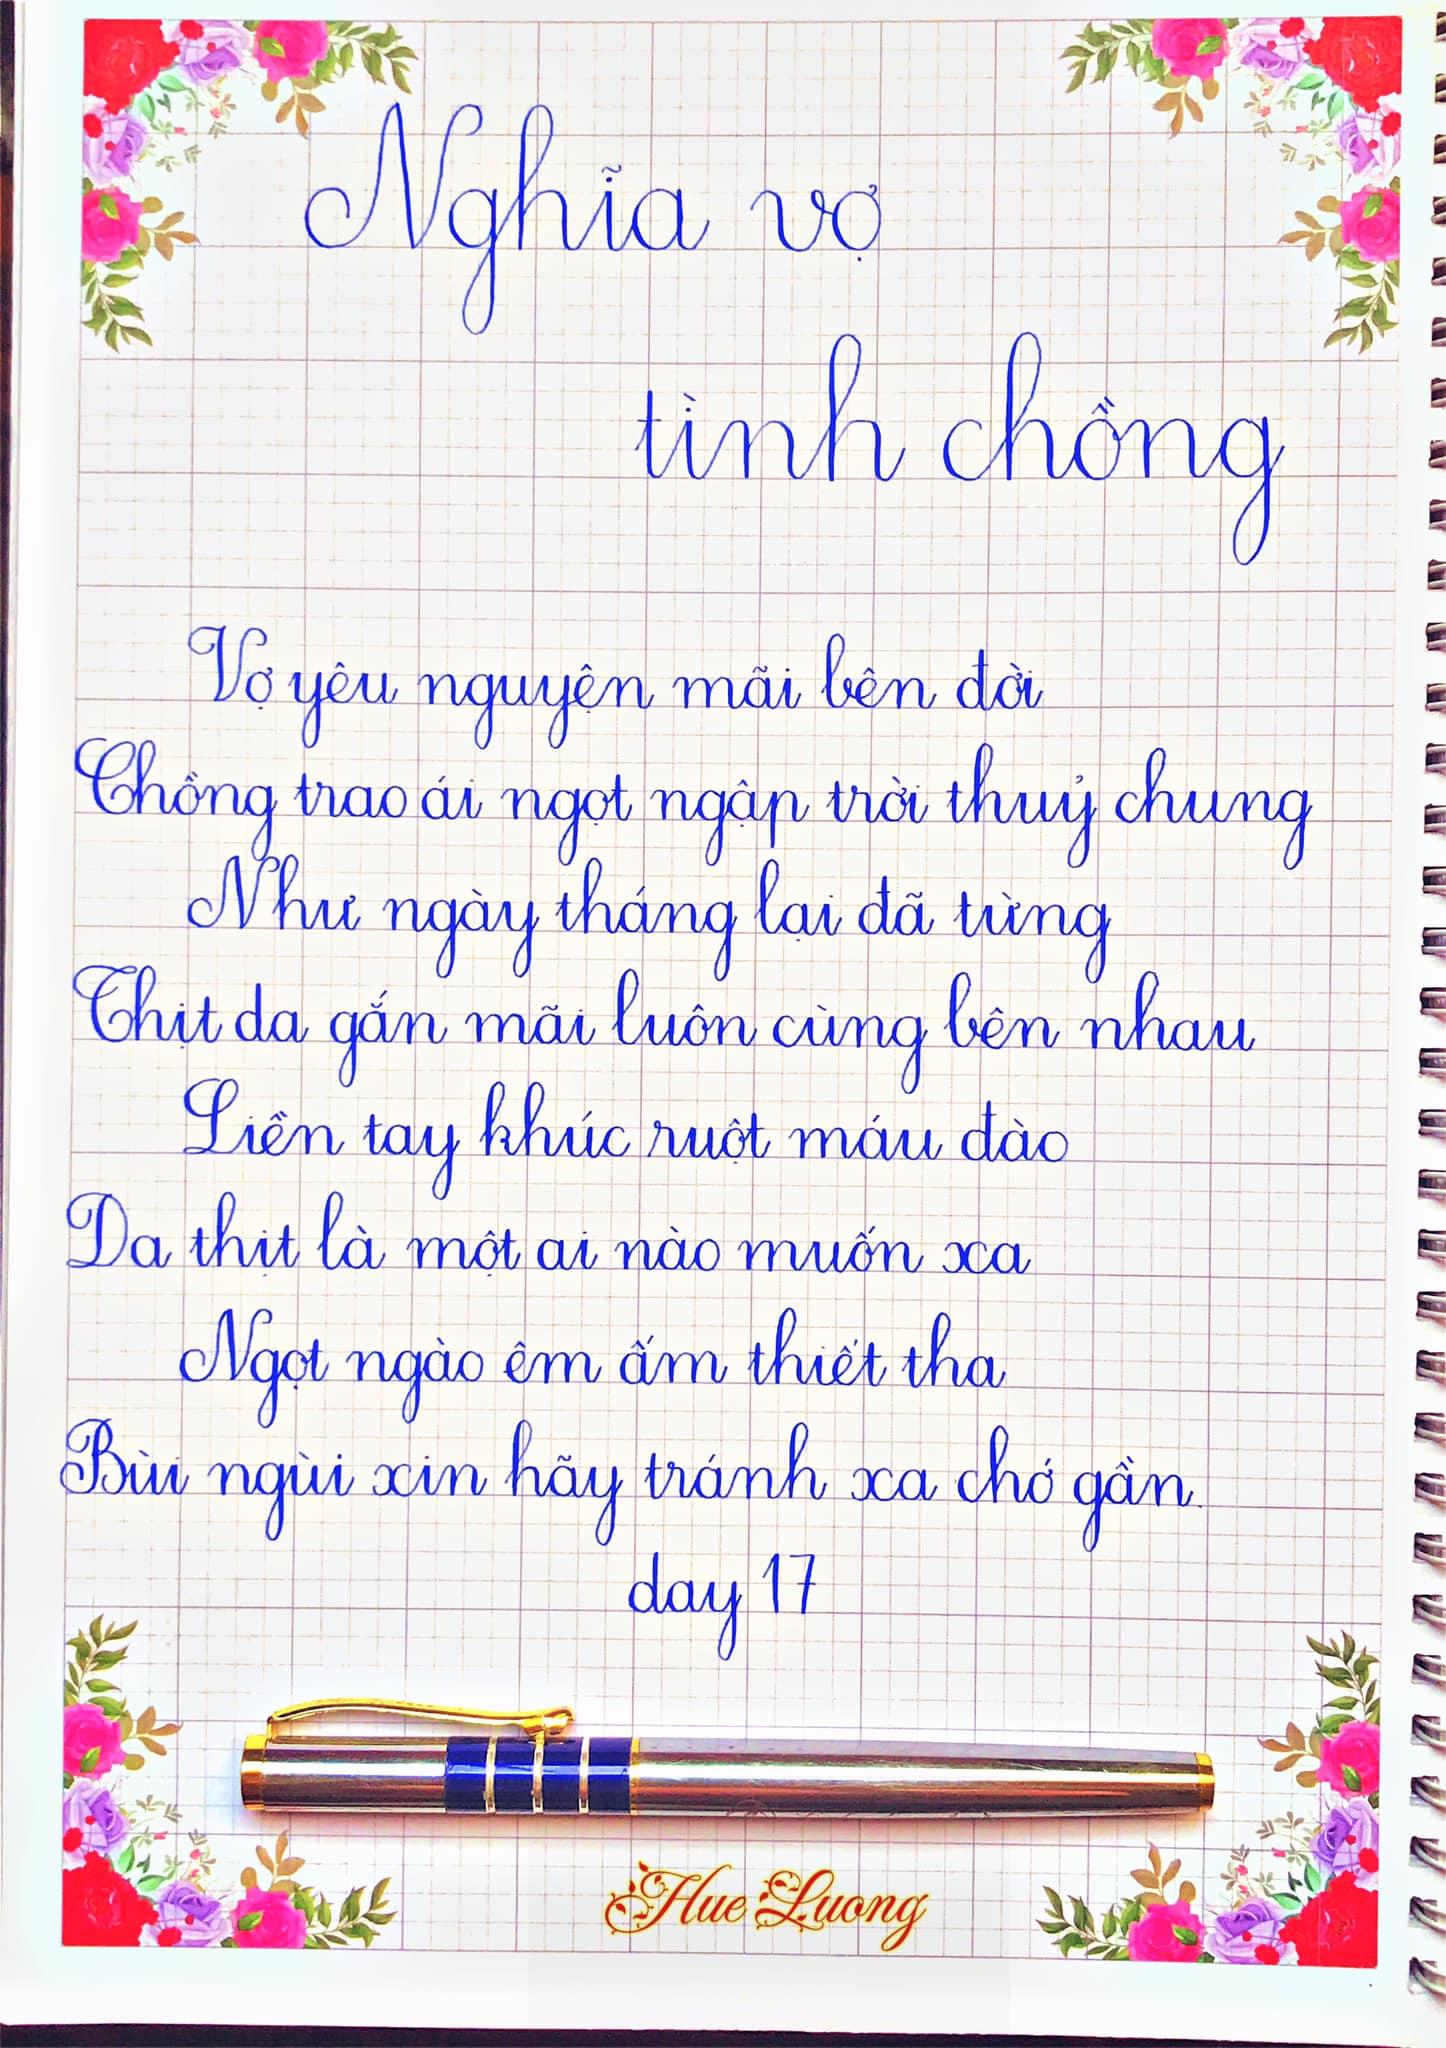 Nghĩa vợ
tình chồng
Vợ yêu nguyện mãi bên đời
Chồng trao ái ngọt ngập trời thuỷ chung
Như ngày tháng lại đã từng
Thịt da gắn mãi luôn cùng bên nhau
Liền tay khúc ruột máu đào
Da thịt là một ai nào muốn xa
Ngọt ngào êm ấm thiết tha
Bùi ngùi xin hãy tránh xa chớ gần.
day 17
Hue Luong